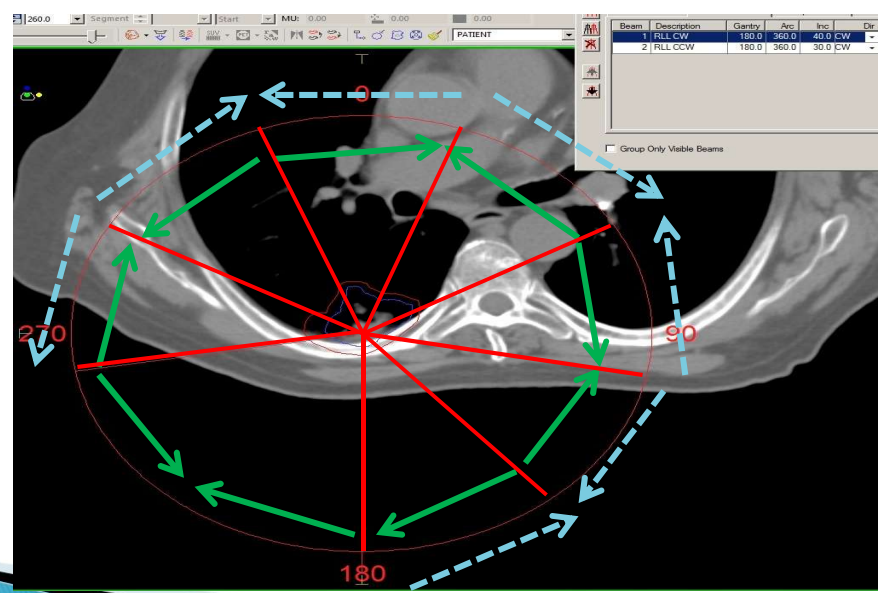 260.0 Segment Start MU: 0.00 0.00 0.00
SUV PATIENT
Beam Description Gantry Arc Inc Dir
1 RLL CW 180.0 360.0 40.0 CW
2 RLL CCW 180.0 360.0 30.0 CW
Group Only Visible Beams
0
270
90
180